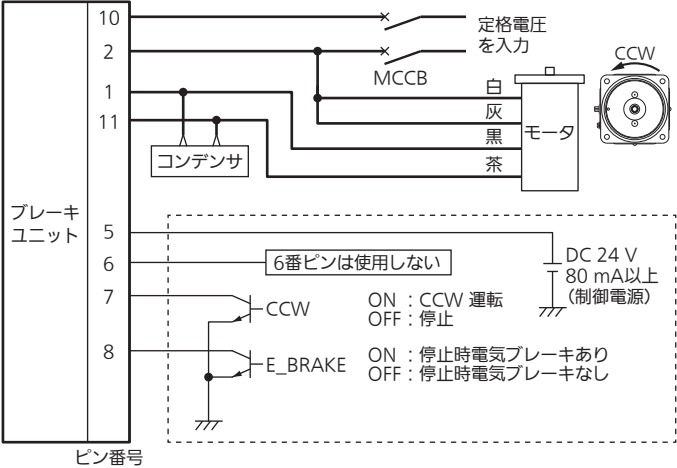 10
定格電圧
を入力
2
MCCB
CCW
1
白
11
灰
黒
茶
モータ
コンデンサ
ブレーキ
ユニット
5
6
6番ピンは使用しない
DC 24 V
80 mA以上
（制御電源）
7
CCW
ON : CCW 運転
OFF : 停止
8
E_BRAKE
ON : 停止時電気ブレーキあり
OFF : 停止時電気ブレーキなし
ピン番号